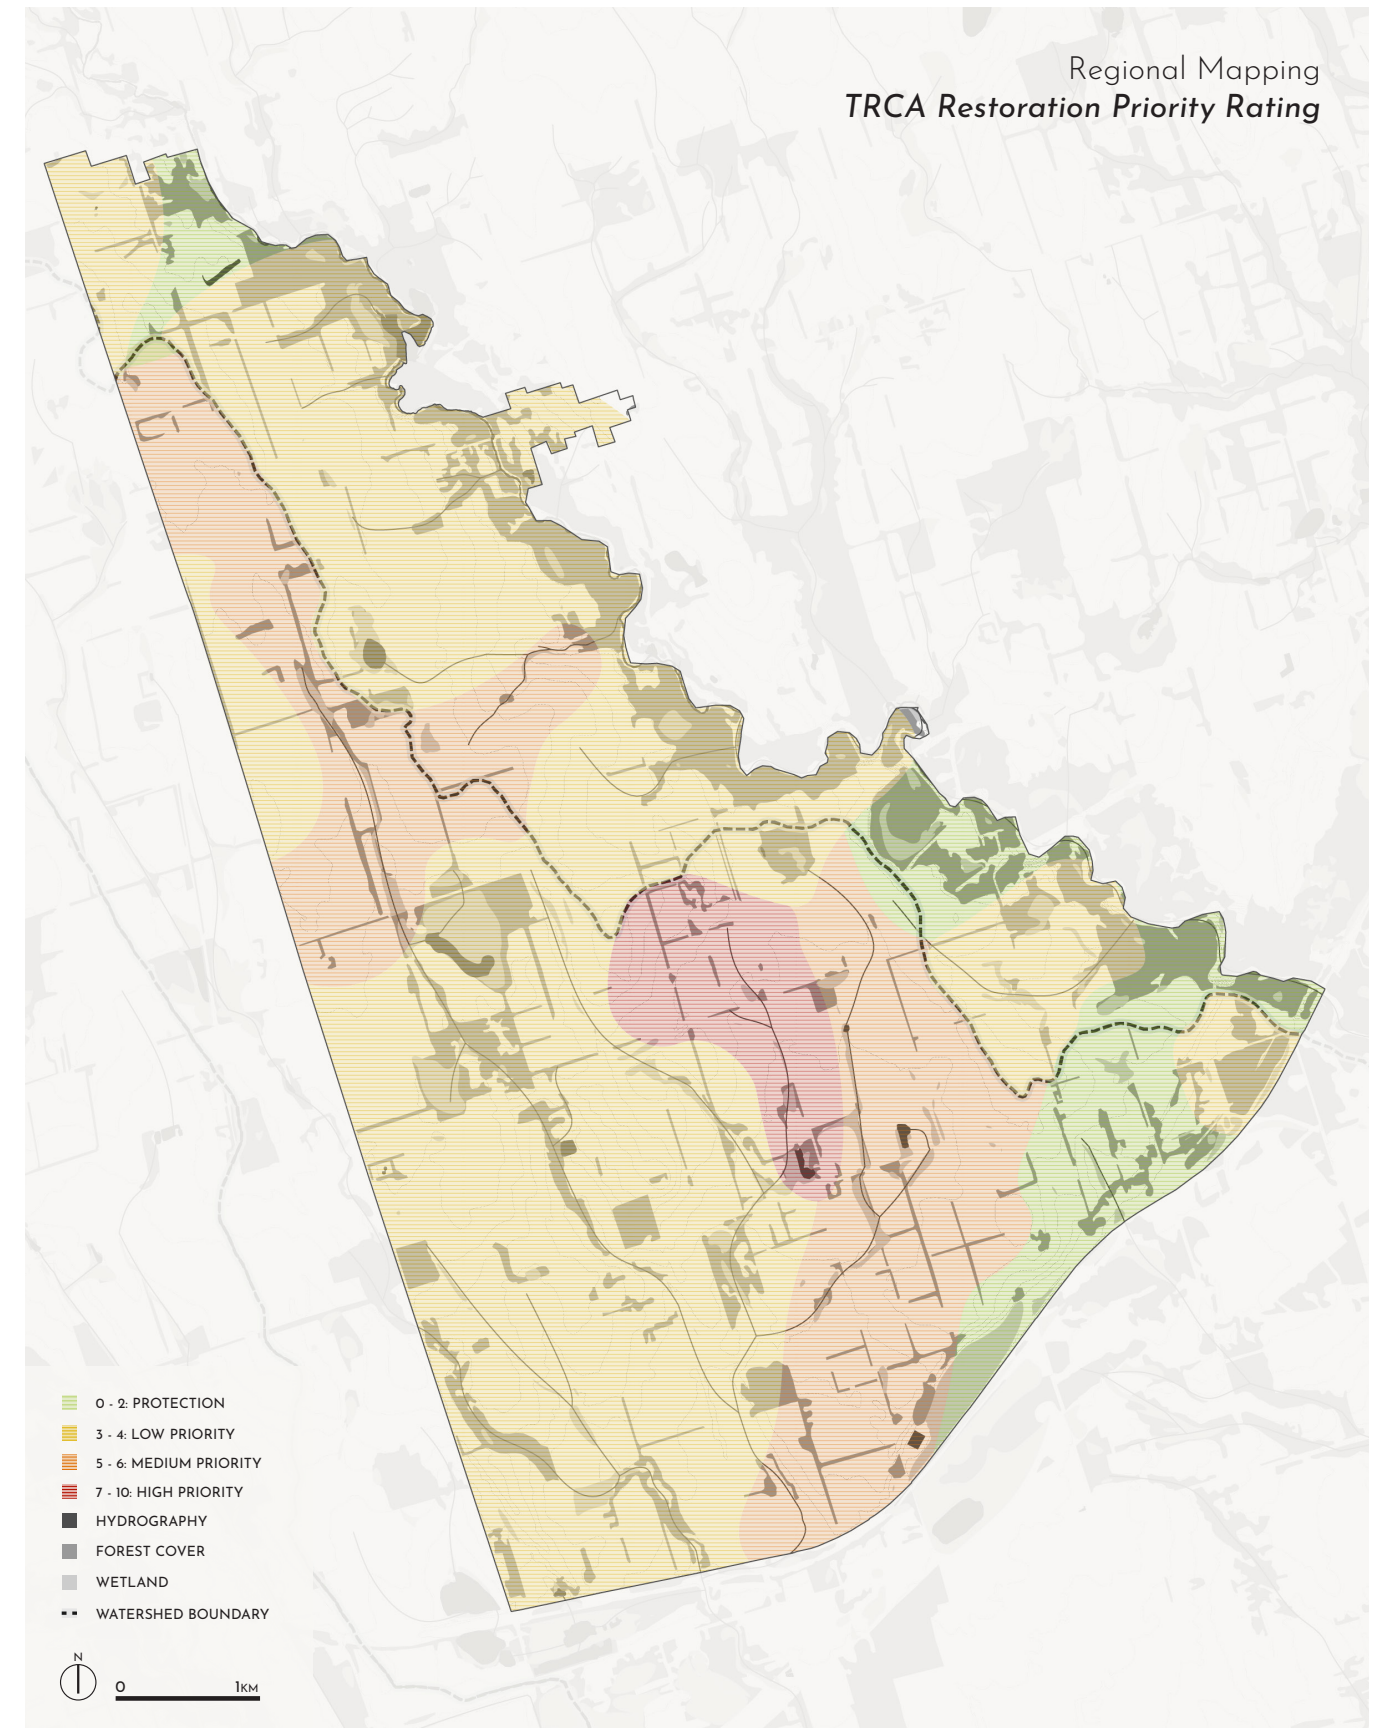 Regional Mapping
TRCA Restoration Priority Rating
0 - 2: PROTECTION
3 - 4: LOW PRIORITY
5 - 6: MEDIUM PRIORITY
7 - 10: HIGH PRIORITY
HYDROGRAPHY
FOREST COVER
WETLAND
WATERSHED BOUNDARY
N
0 1KM